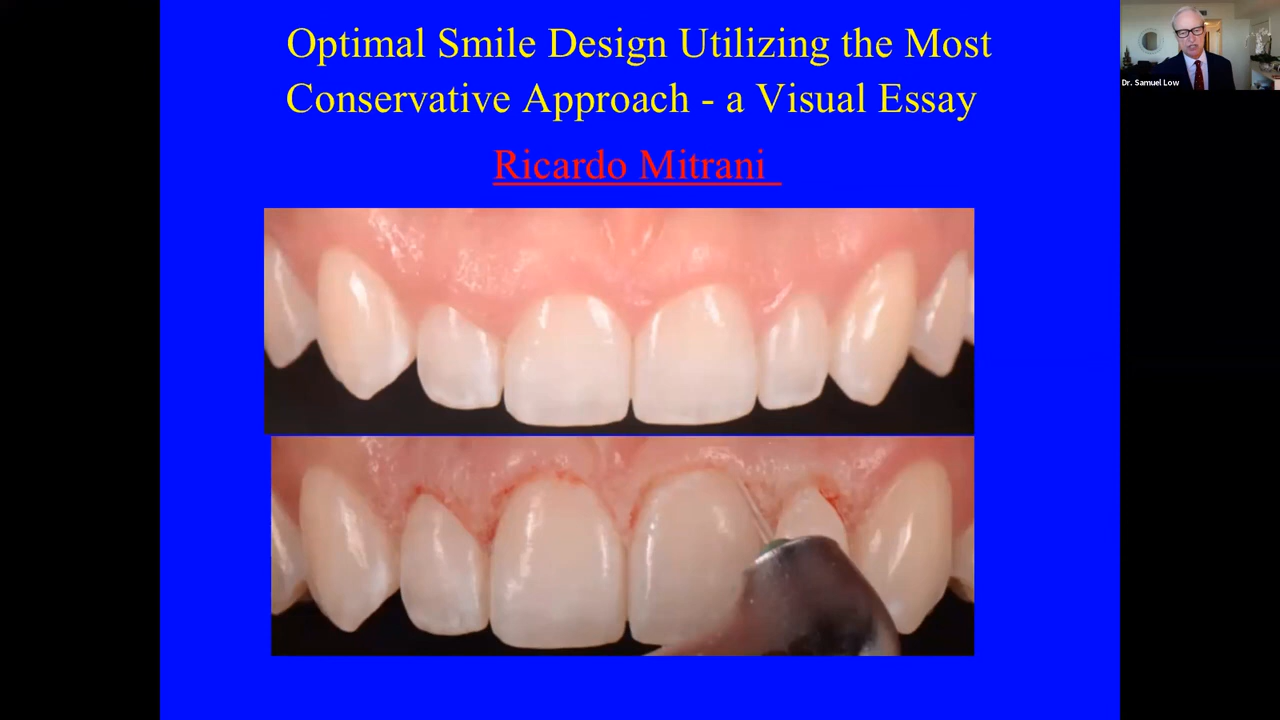 Optimal Smile Design Utilizing the Most
Conservative Approach - a Visual Essay
Ricardo Mitrani
Dr. Samuel Low